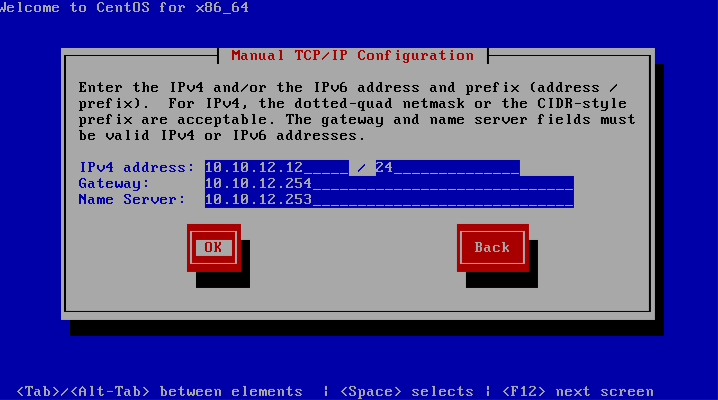 Welcome to CentOS for x86_64
Manual TCP/IP Configuration
Enter the IPv4 and/or the IPv6 address and prefix (address /
prefix).  For IPv4, the dotted-quad netmask or the CIDR-style
prefix are acceptable. The gateway and name server fields must
be valid IPv4 or IPv6 addresses.
IPv4 address: 10.10.12.12_____ / 24______________
Gateway: 10.10.12.254_____________________________
Name Server: 10.10.12.253_____________________________
OK Back
<Tab>/<Alt-Tab> between elements  | <Space> selects | <F12> next screen